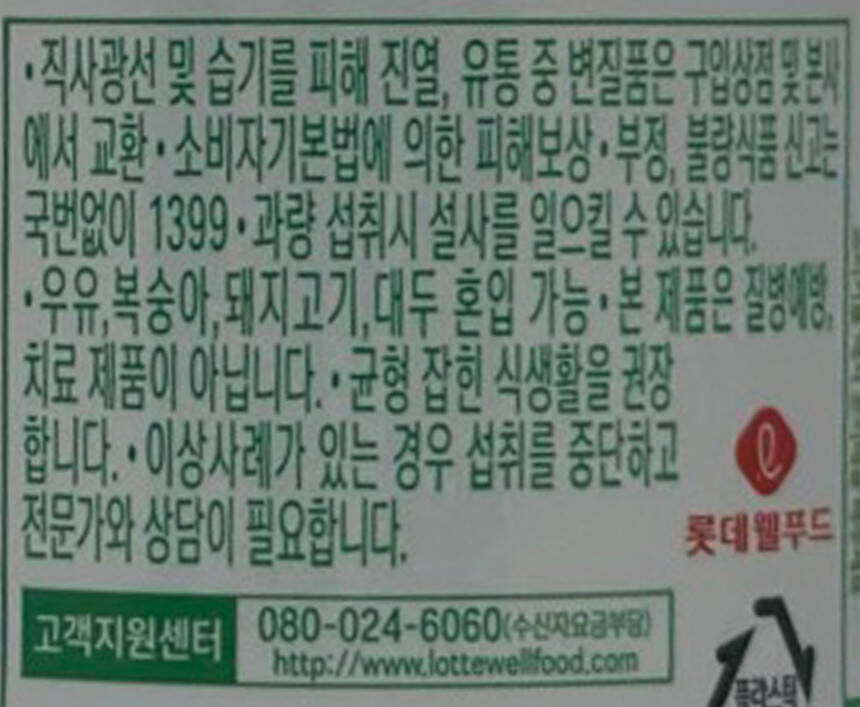 ·직사광선 및 습기를 피해 진열, 유통 중 변질품은 구입상점 및 본사
에서 교환·소비자기본법에 의한 피해보상·부정, 불량식품 신고는
국번없이 1399·과량 섭취시 설사를 일으킬 수 있습니다.
·우유,복숭아,돼지고기,대두 혼입 가능·본 제품은 질병예방,
치료 제품이 아닙니다.·균형 잡힌 식생활을 권장
합니다.·이상사례가 있는 경우 섭취를 중단하고
전문가와 상담이 필요합니다.
롯데웰푸드
고객지원센터
080-024-6060(수신자요금부담)
http://www.lottewellfood.com
플라스틱